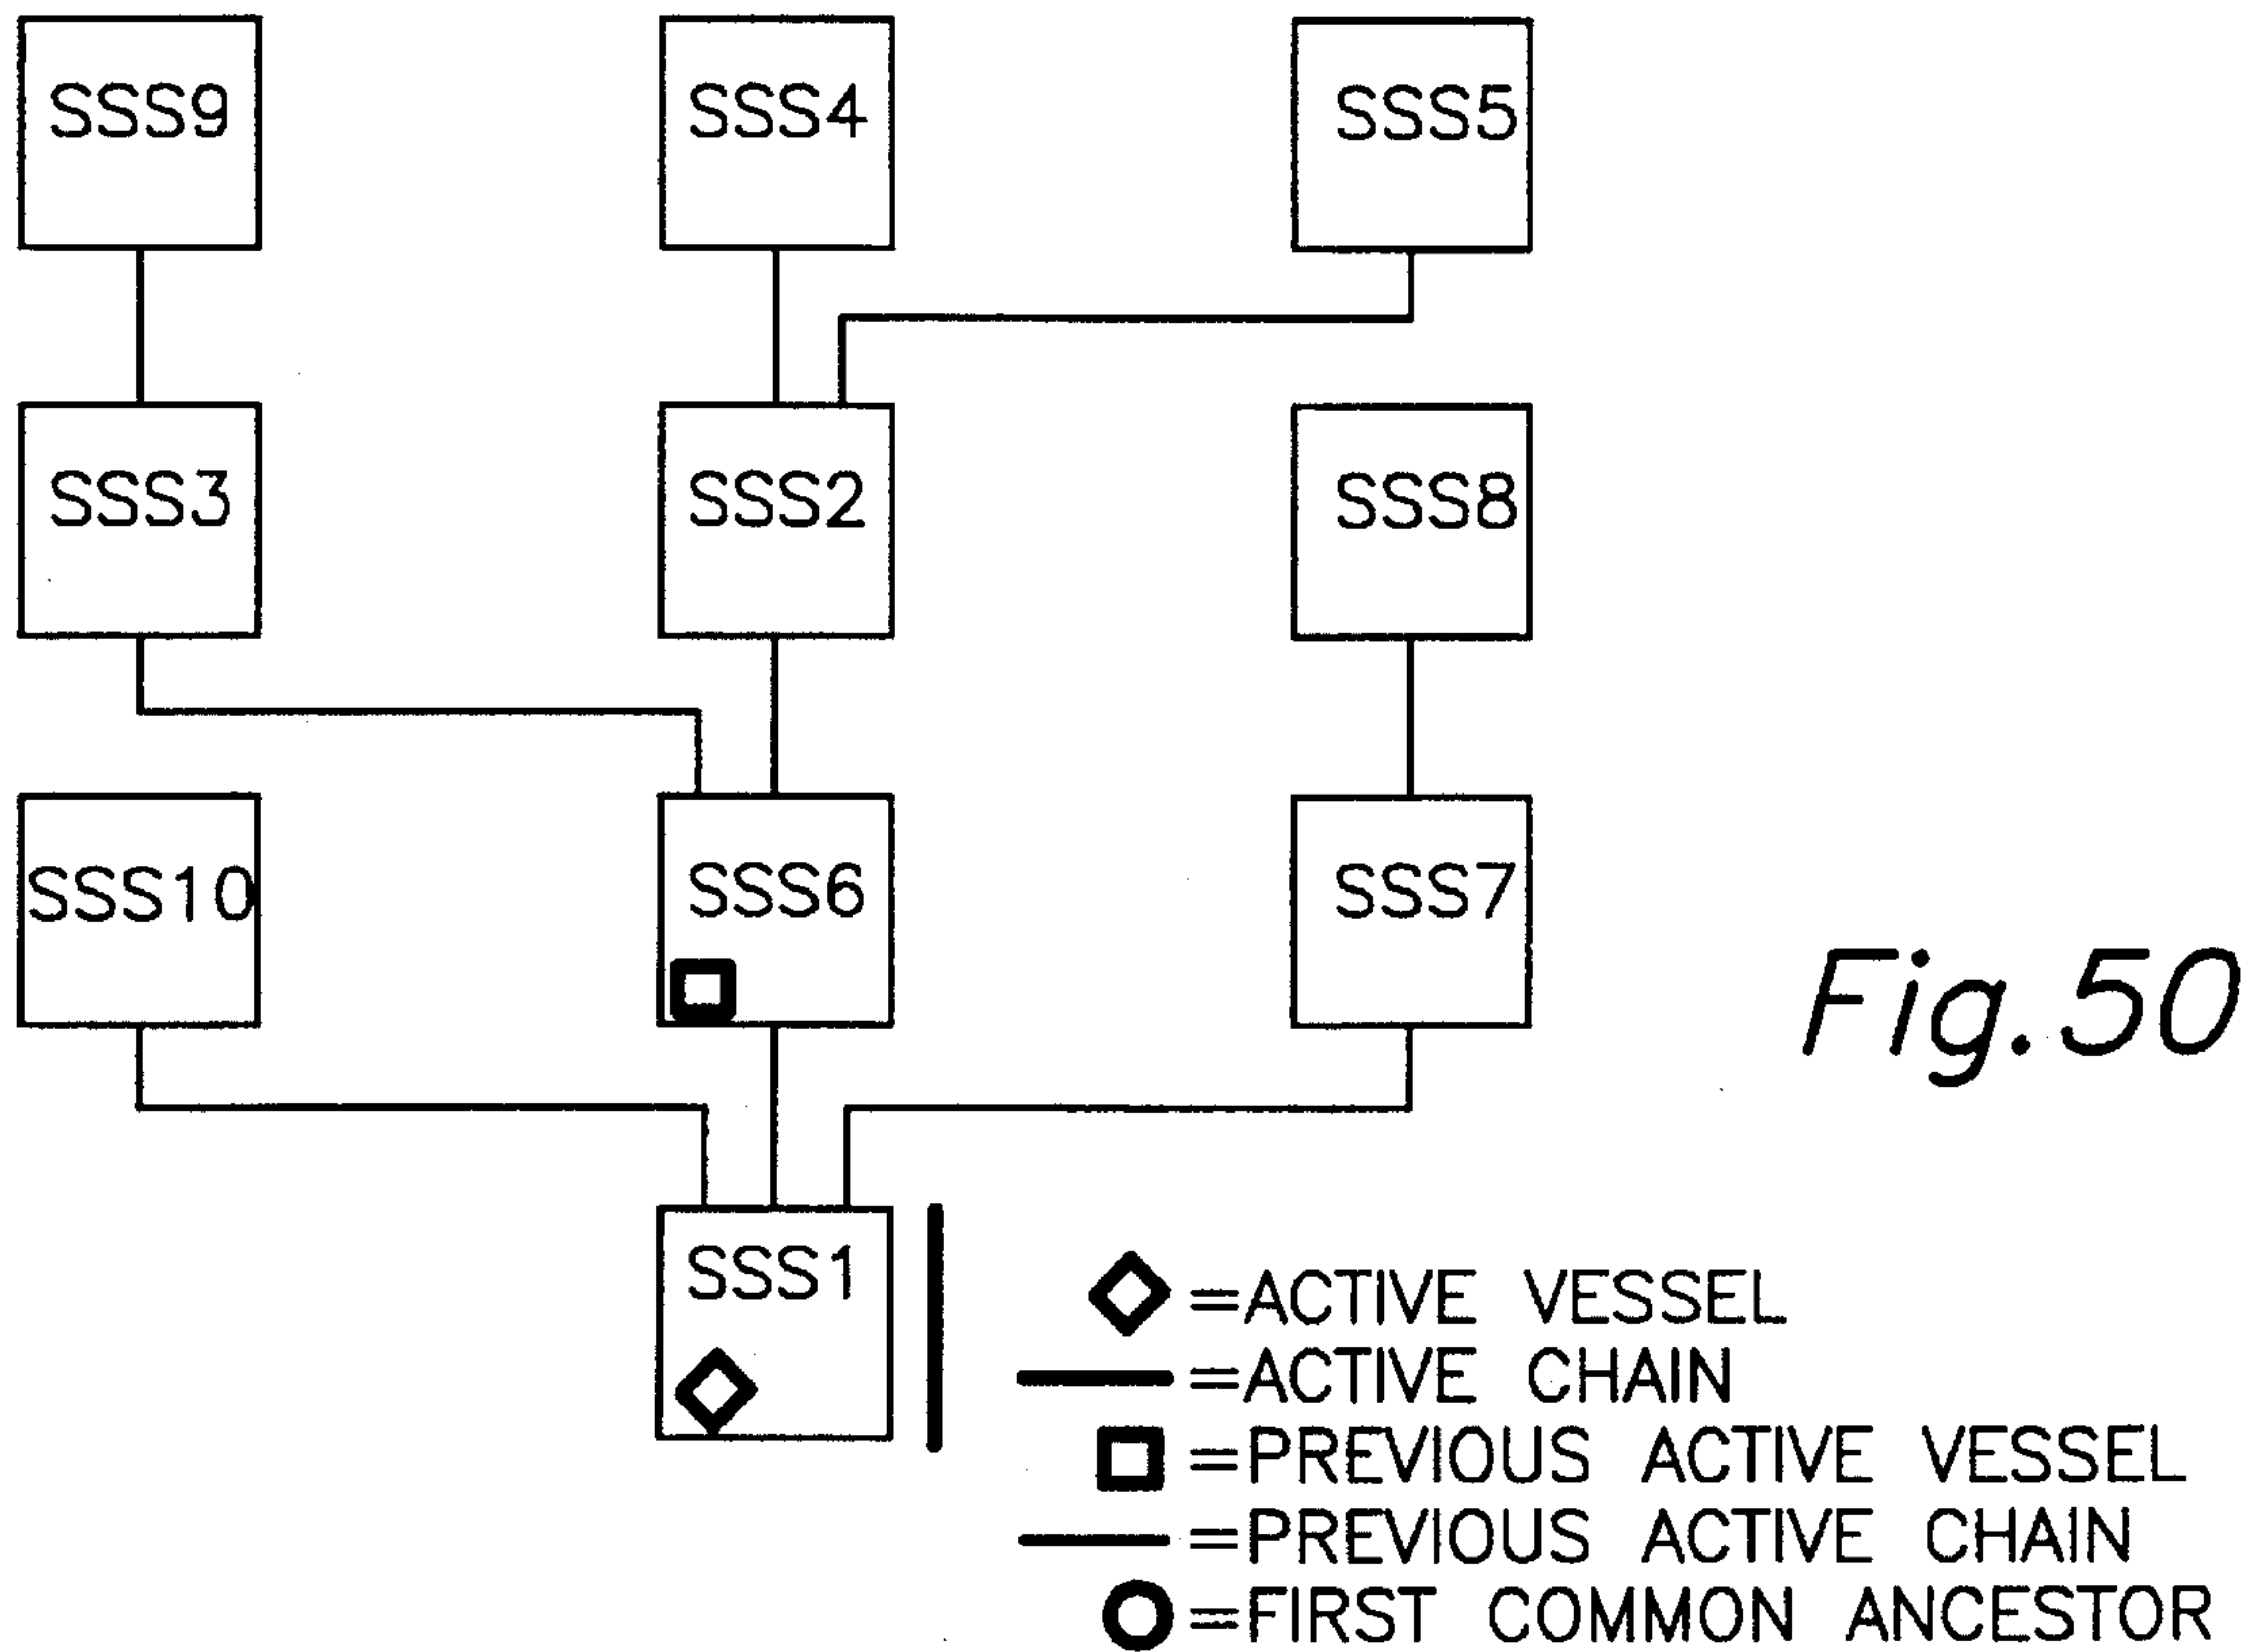 SSS9
SSS4
SSS5
SSS3
SSS2
SSS8
SSS10
SSS6
SSS7
Fig.50
SSS1
=ACTIVE VESSEL
=ACTIVE CHAIN
=PREVIOUS ACTIVE VESSEL
=PREVIOUS ACTIVE CHAIN
=FIRST COMMON ANCESTOR